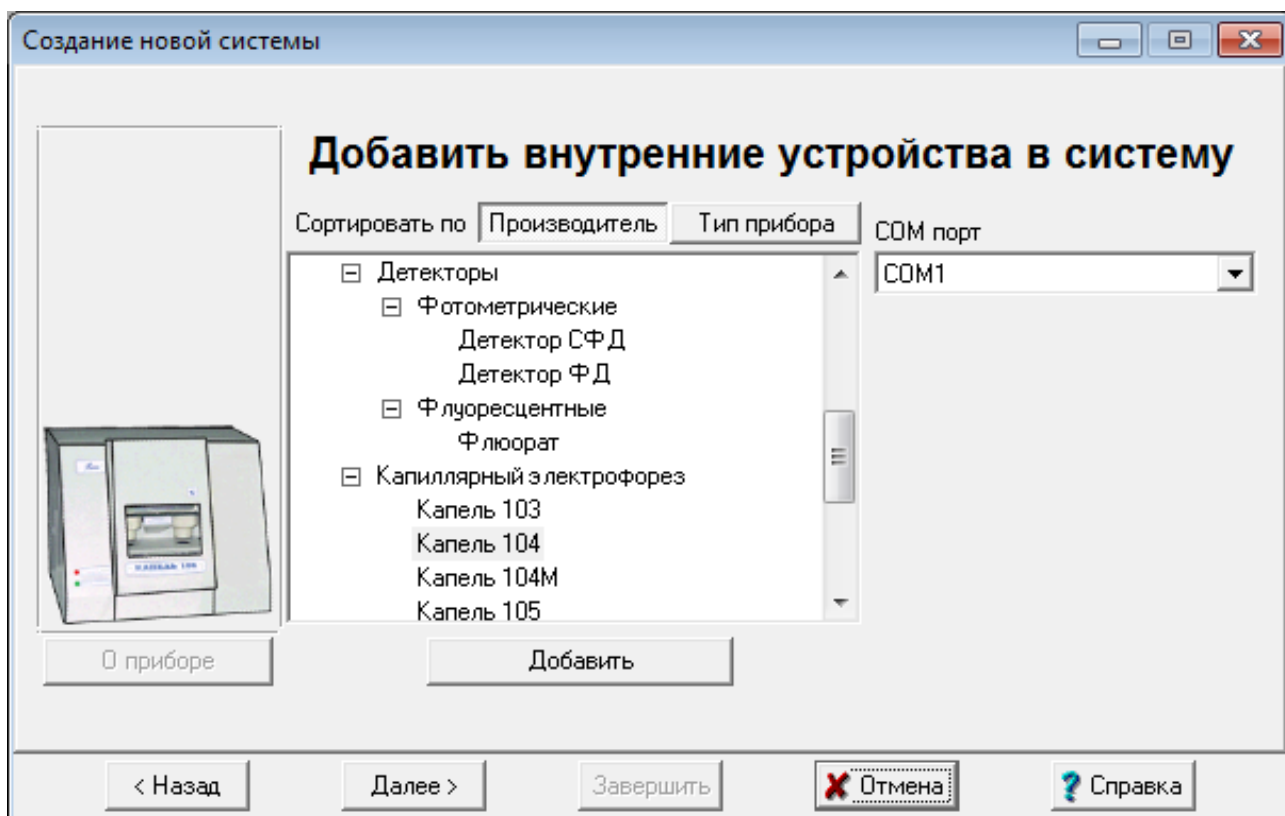 Создание новой системы
Добавить внутренние устройства в систему
Сортировать по Производитель Тип прибора
COM порт
COM1
Детекторы
Фотометрические
Детектор СФД
Детектор ФД
Флуоресцентные
Флюорат
Капиллярный электрофорез
Капель 103
Капель 104
Капель 104М
Капель 105
О приборе
Добавить
< Назад
Далее >
Завершить
Отмена
? Справка